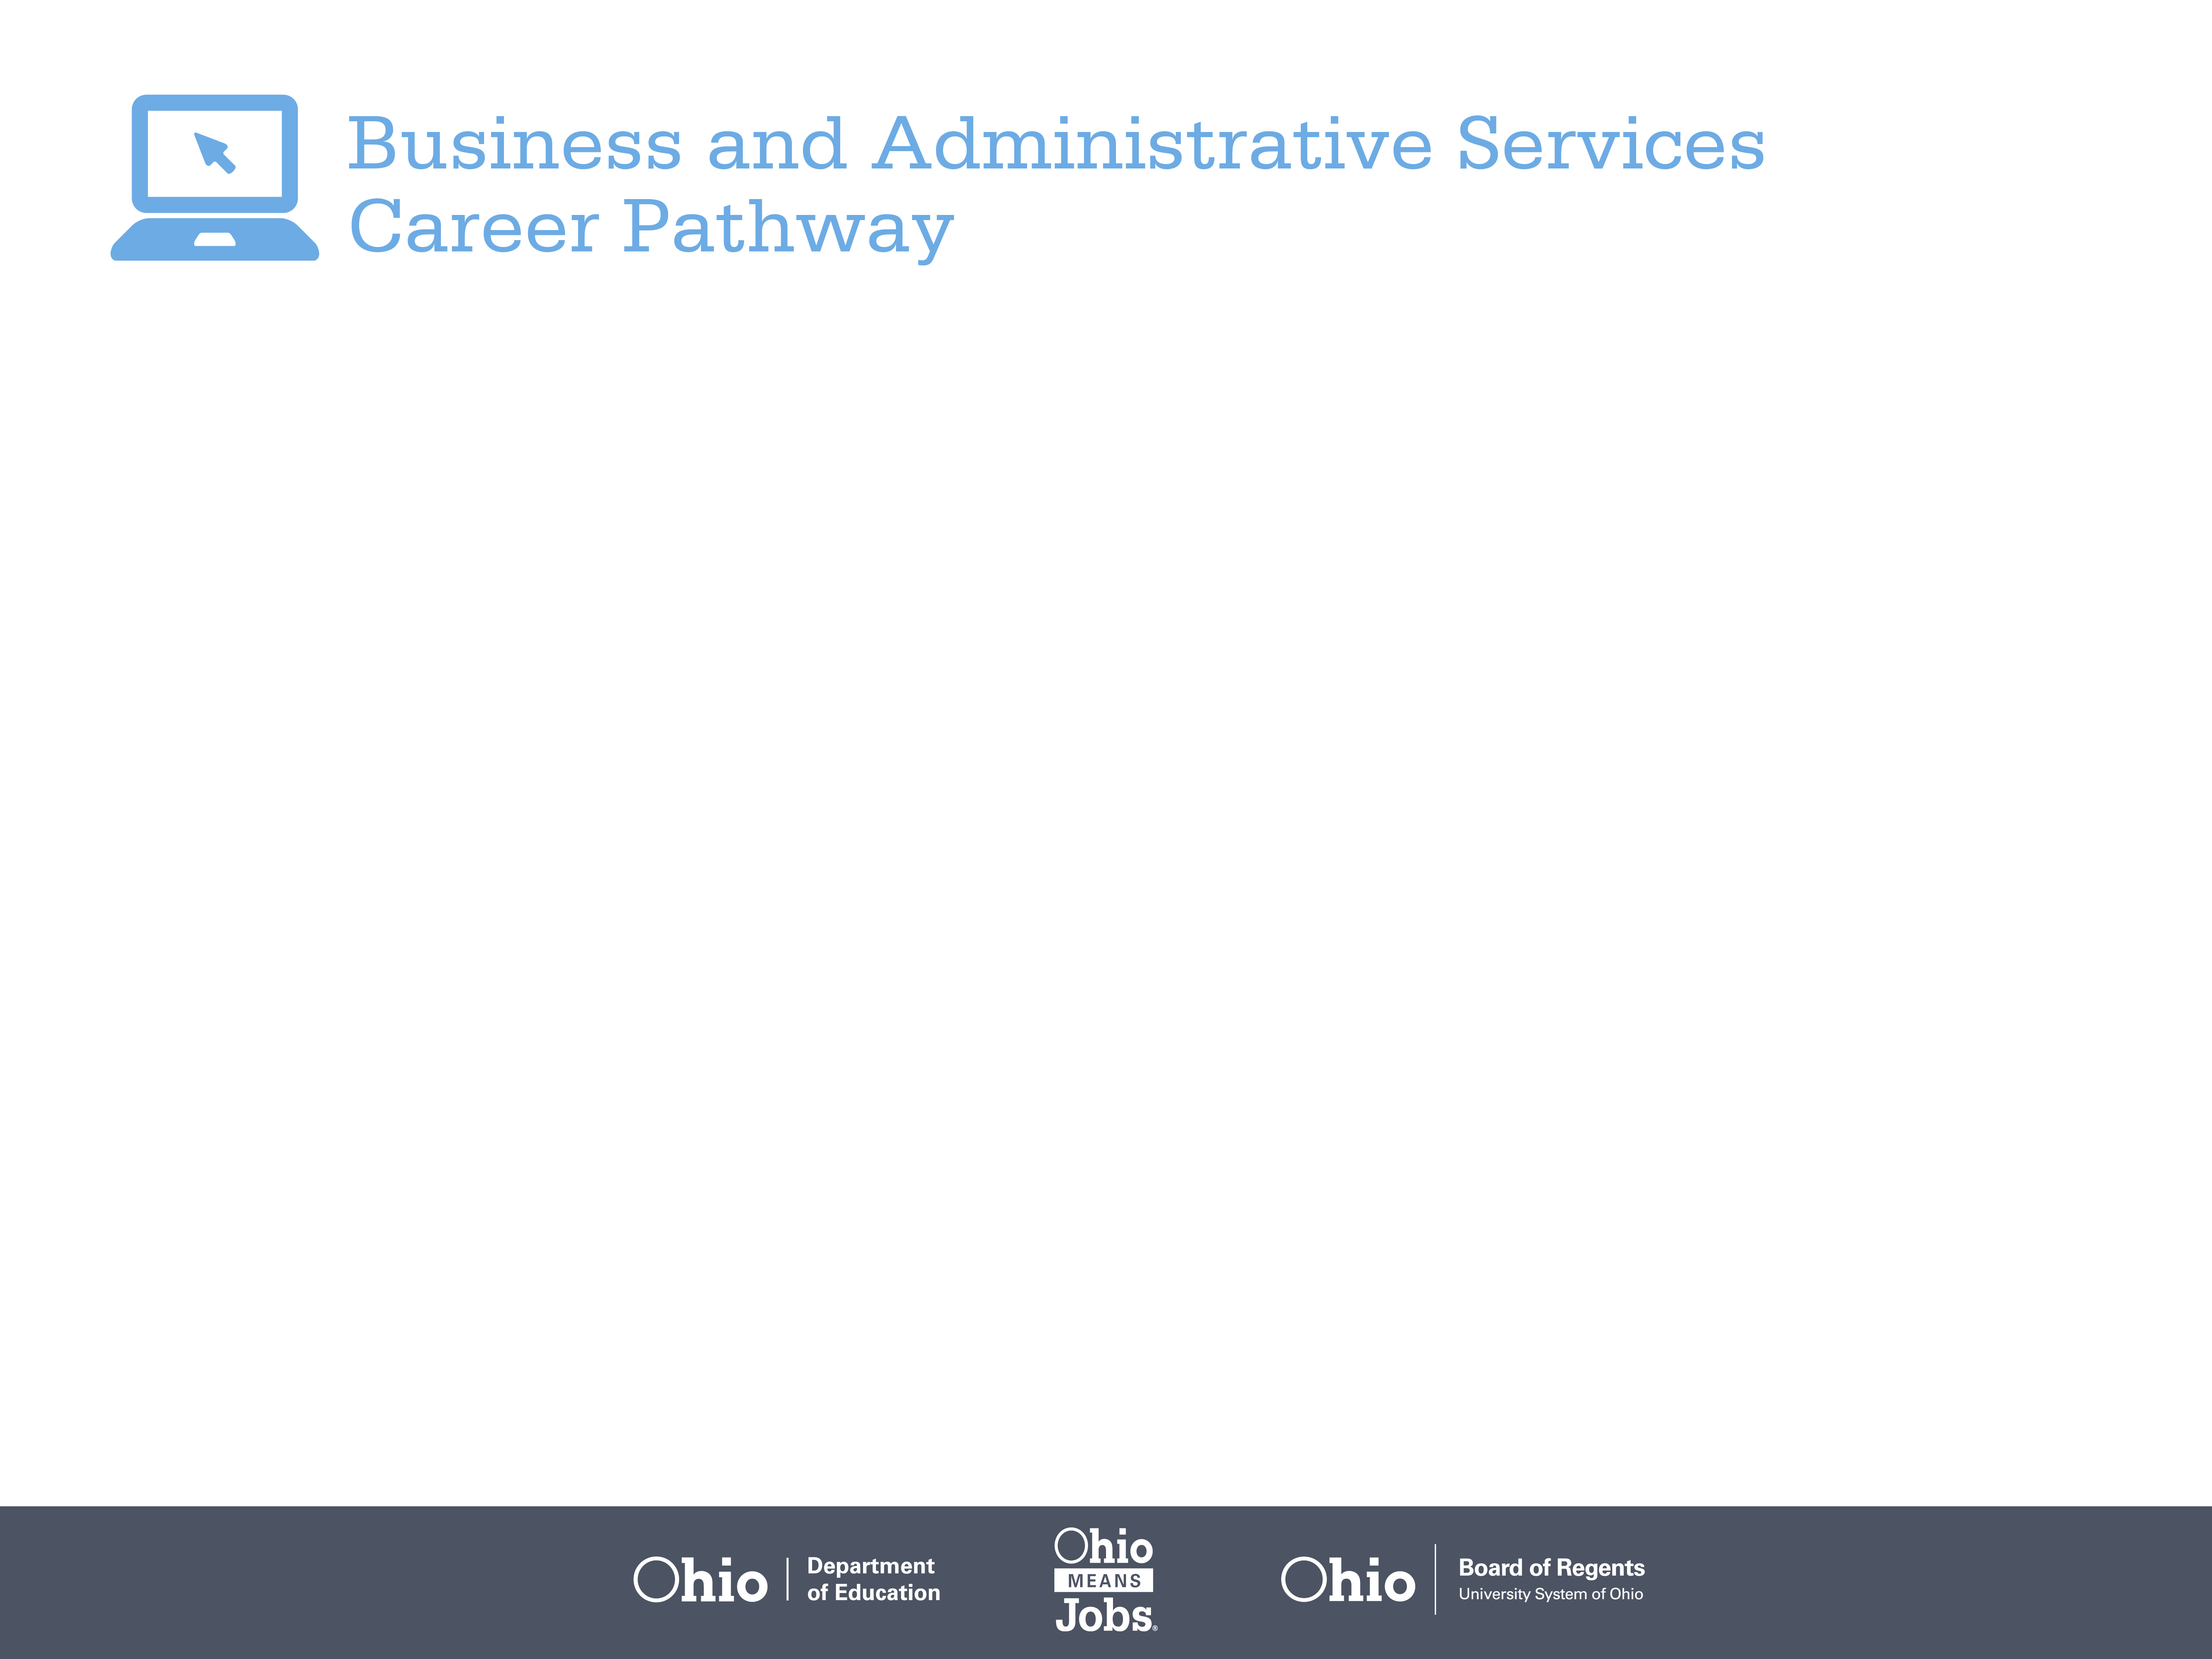 Business and Administrative Services
Career Pathway
Ohio
Department
of Education
Ohio
MEANS
Jobs®
Ohio
Board of Regents
University System of Ohio